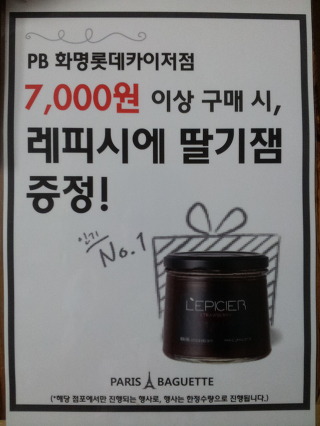 PB 화명롯데카이저점
7,000원 이상 구매 시,
레피시에 딸기잼
증정!
인기
No.1
L'EPICIER
PARIS BAGUETTE
(*해당 점포에서만 진행되는 행사로, 행사는 한정수량으로 진행됩니다.)